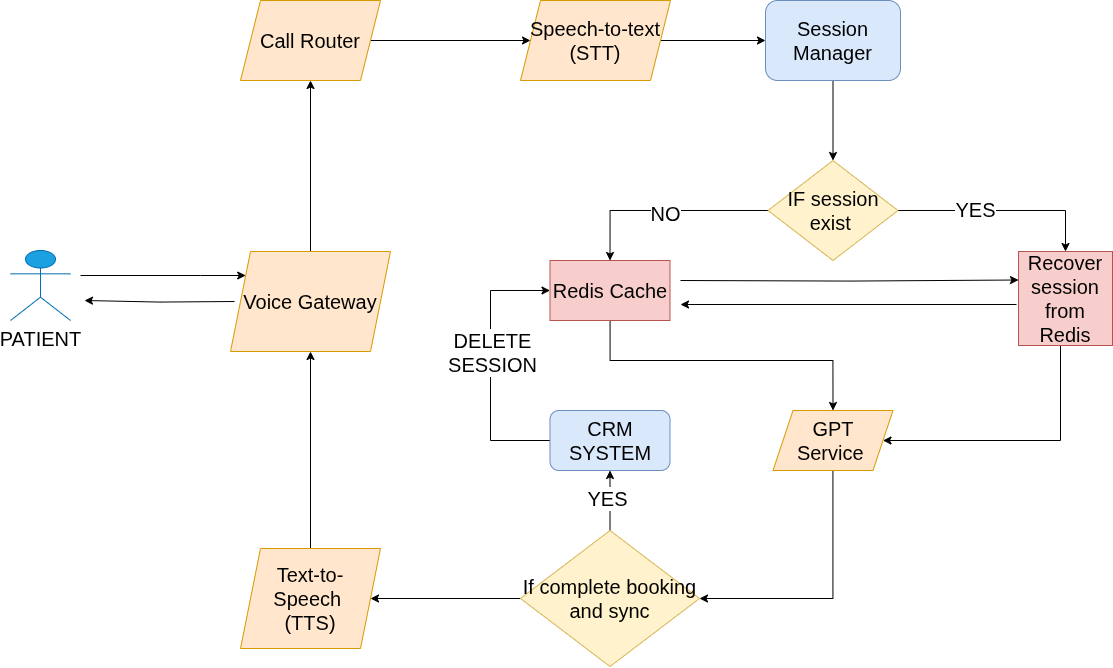 Call Router
Speech-to-text
(STT)
Session
Manager
IF session
exist
NO
YES
PATIENT
Voice Gateway
Redis Cache
Recover
session
from
Redis
DELETE
SESSION
CRM
SYSTEM
GPT
Service
YES
If complete booking
and sync
Text-to-
Speech
(TTS)